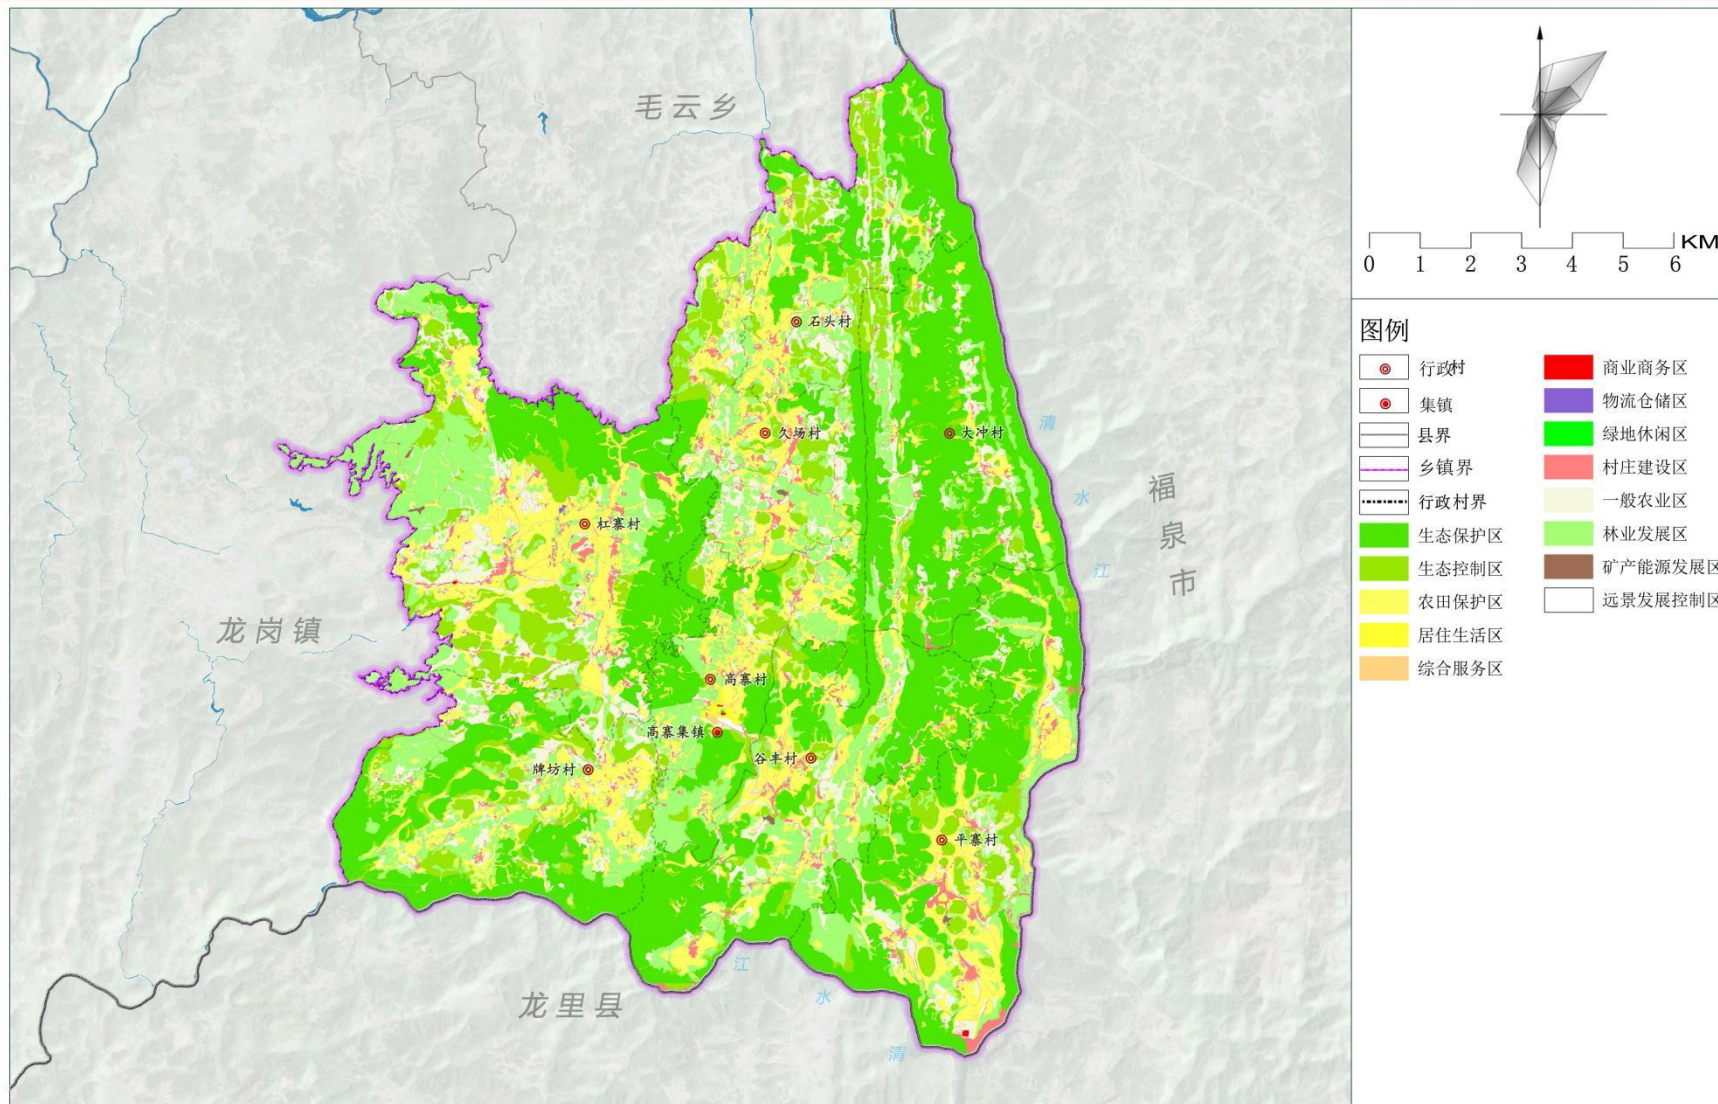 毛云乡
石头村
久场村
大冲村
杠寨村
高寨村
高寨集镇
谷丰村
牌坊村
平寨村
龙岗镇
龙里县
福泉市
清水江
清水江
KM
0 1 2 3 4 5 6
图例
行政村
集镇
县界
乡镇界
行政村界
生态保护区
生态控制区
农田保护区
居住生活区
综合服务区
商业商务区
物流仓储区
绿地休闲区
村庄建设区
一般农业区
林业发展区
矿产能源发展区
远景发展控制区